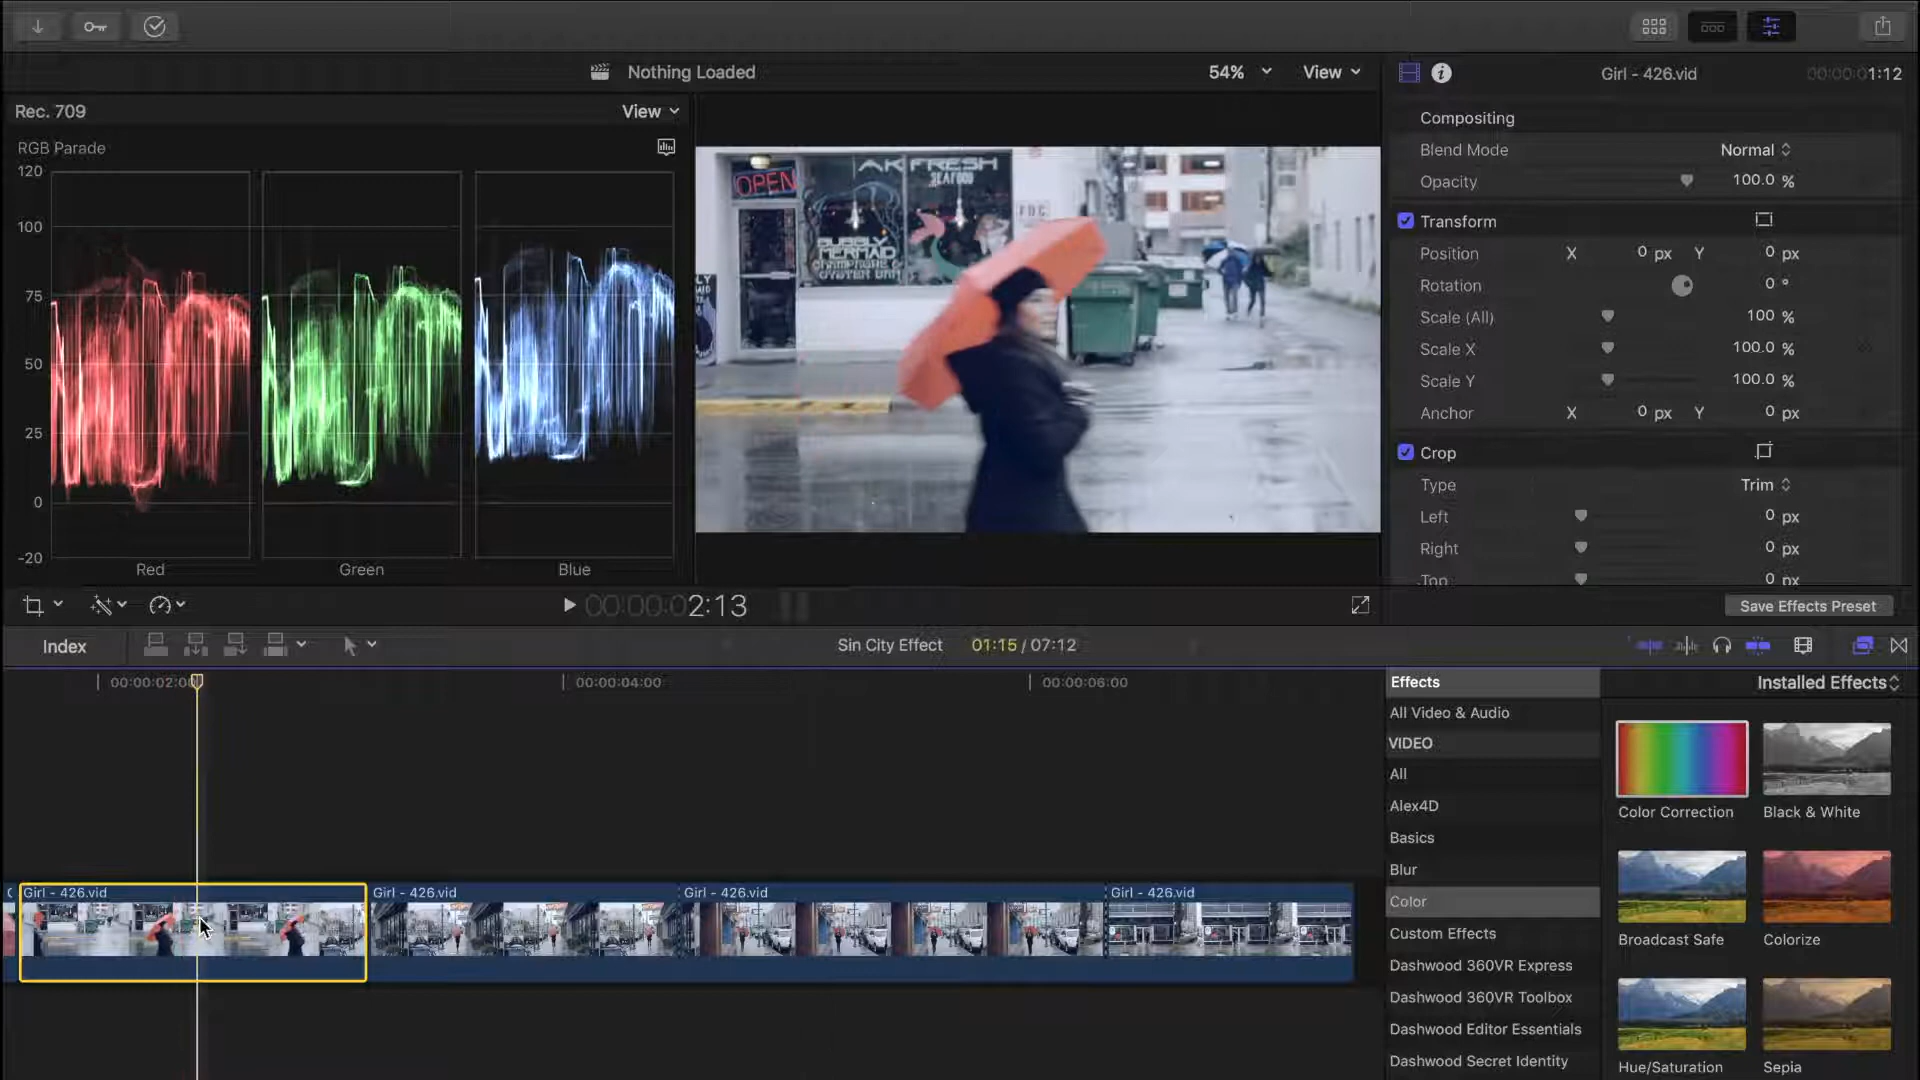 Nothing Loaded
54%
View
Girl - 426.vid
00:00:01:12
Rec. 709
View
RGB Parade
120
100
75
50
25
0
-20
Red
Green
Blue
OPEN
AK FRESH
SEAFOOD
BUBBLY
MERMAID
CHAMPAGNE &
OYSTER BAR
Compositing
Blend Mode
Normal
Opacity
100.0 %
Transform
Position
X
0 px
Y
0 px
Rotation
0 °
Scale (All)
100 %
Scale X
100.0 %
Scale Y
100.0 %
Anchor
X
0 px
Y
0 px
Crop
Type
Trim
Left
0 px
Right
0 px
Top
0 px
Save Effects Preset
00:00:02:13
Index
Sin City Effect
01:15 / 07:12
00:00:02:00
00:00:04:00
00:00:06:00
Girl - 426.vid
Girl - 426.vid
Girl - 426.vid
Girl - 426.vid
Effects
Installed Effects
All Video & Audio
VIDEO
All
Alex4D
Basics
Blur
Color
Custom Effects
Dashwood 360VR Express
Dashwood 360VR Toolbox
Dashwood Editor Essentials
Dashwood Secret Identity
Color Correction
Black & White
Broadcast Safe
Colorize
Hue/Saturation
Sepia